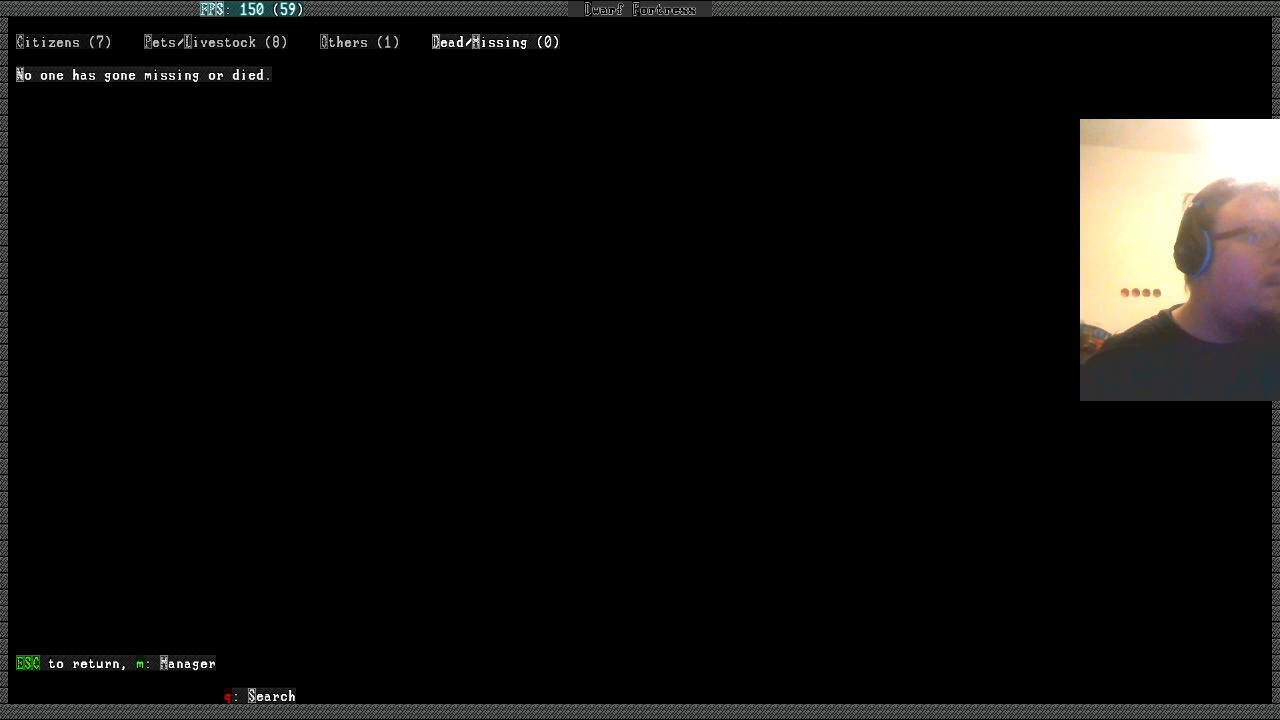 FPS: 150 (59)
Dwarf Fortress
Citizens (7) Pets/Livestock (8) Others (1) Dead/Missing (0)
No one has gone missing or died.
ESC to return, m: Manager
q: Search